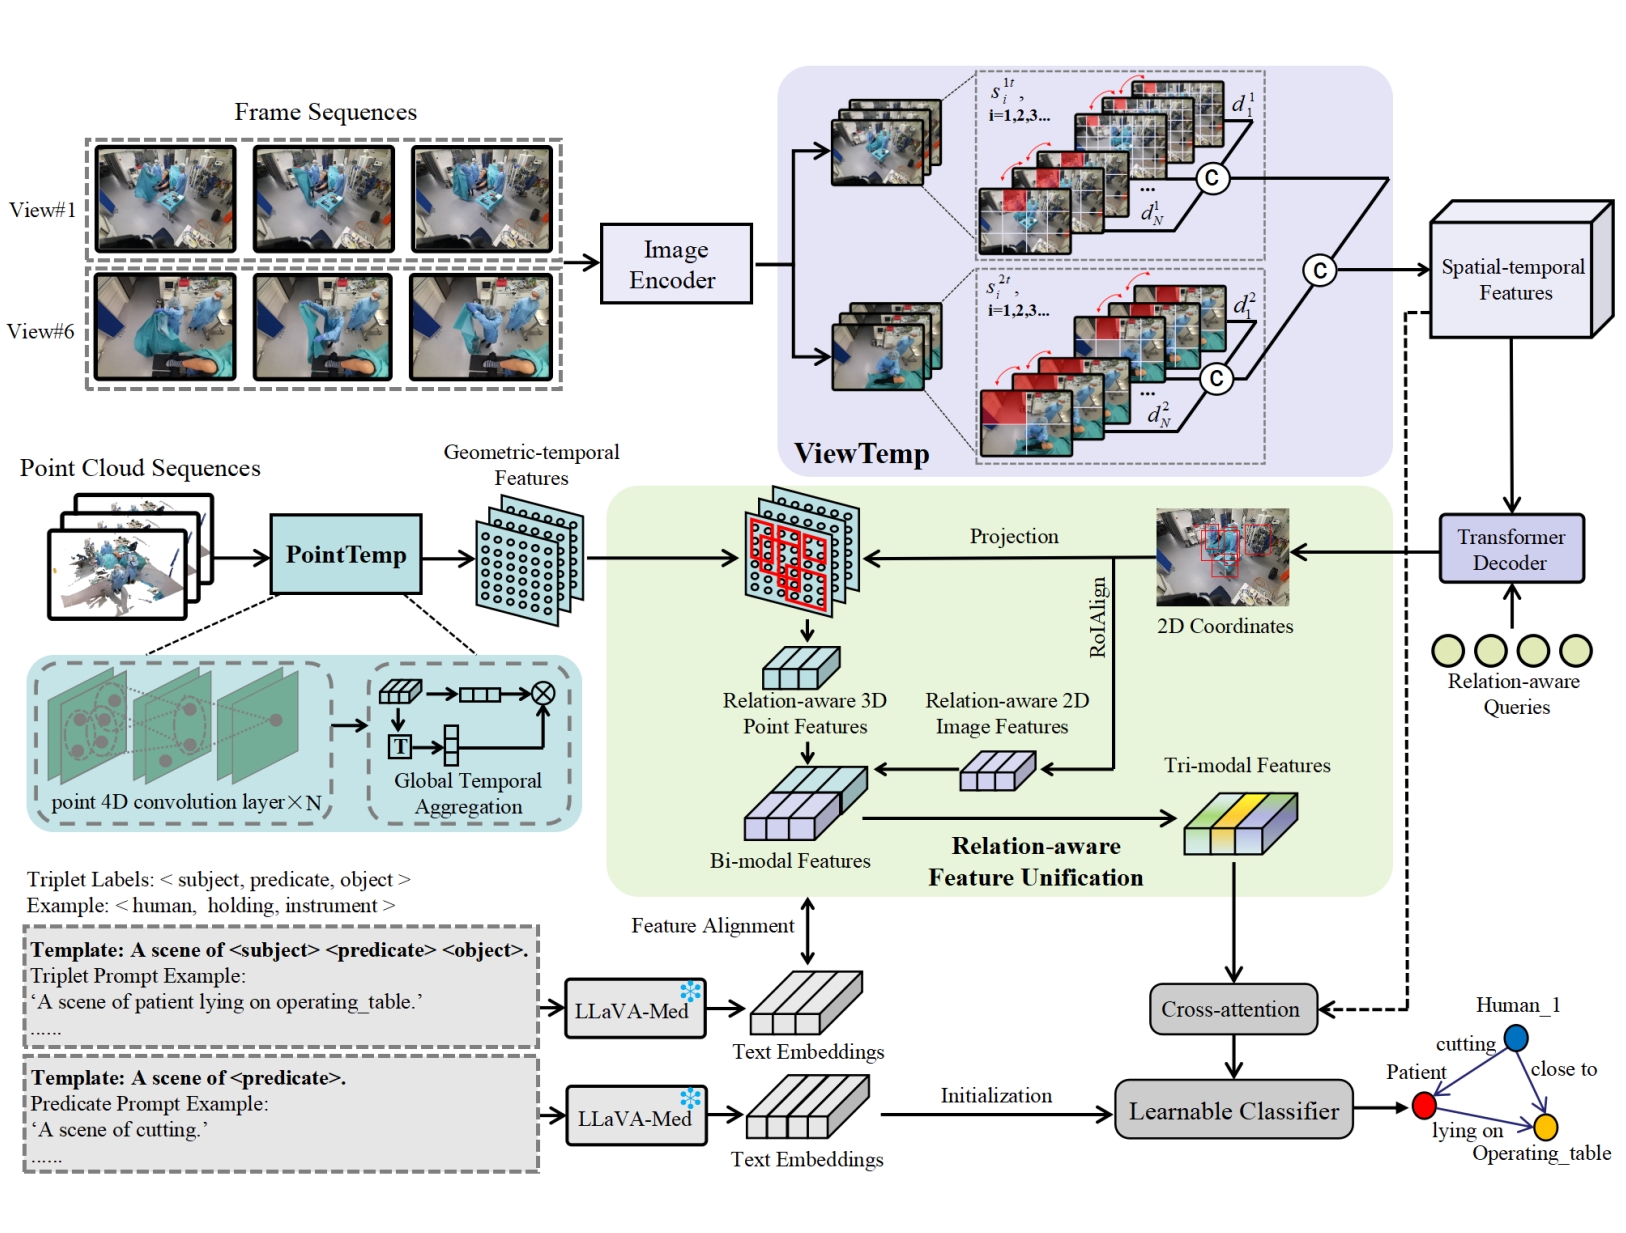 Frame Sequences
View#1
View#6
Image
Encoder
s_i^{1t},
i=1,2,3...
d_1^1
...
d_N^1
C
s_i^{2t},
i=1,2,3...
d_1^2
...
d_N^2
C
C
ViewTemp
Spatial-temporal
Features
Point Cloud Sequences
PointTemp
Geometric-temporal
Features
Projection
RoIAlign
2D Coordinates
Transformer
Decoder
Relation-aware
Queries
point 4D convolution layer×N
T
Global Temporal
Aggregation
Relation-aware 3D
Point Features
Relation-aware 2D
Image Features
Bi-modal Features
Tri-modal Features
Relation-aware
Feature Unification
Triplet Labels: < subject, predicate, object >
Example: < human, holding, instrument >
Template: A scene of <subject> <predicate> <object>.
Triplet Prompt Example:
‘A scene of patient lying on operating_table.’
......
LLaVA-Med
Feature Alignment
Text Embeddings
Template: A scene of <predicate>.
Predicate Prompt Example:
‘A scene of cutting.’
......
LLaVA-Med
Text Embeddings
Initialization
Cross-attention
Learnable Classifier
Human_1
cutting
close to
Patient
lying on
Operating_table